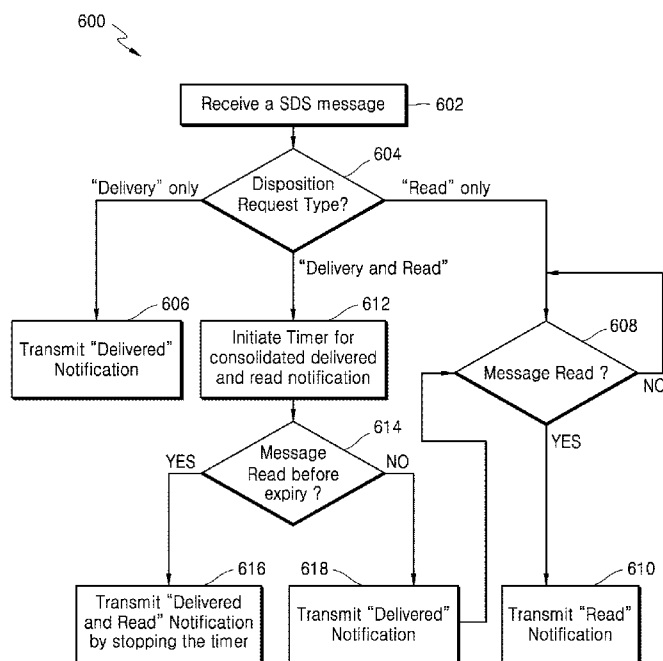 600
Receive a SDS message
602
604
Disposition
Request Type?
"Delivery" only
"Read" only
"Delivery and Read"
606
Transmit "Delivered"
Notification
612
Initiate Timer for
consolidated delivered
and read notification
608
Message Read ?
NO
YES
614
Message
Read before
expiry ?
YES
NO
616
Transmit "Delivered
and Read" Notification
by stopping the timer
618
Transmit "Delivered"
Notification
610
Transmit "Read"
Notification